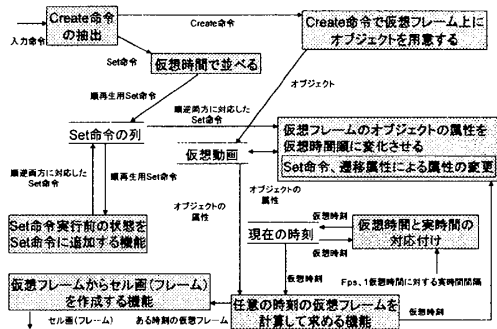 Create命令
の抽出
入力命令
Create命令
Create命令で仮想フレーム上に
オブジェクトを用意する
Set命令
仮想時間で並べる
オブジェクト
順再生用Set命令
順逆両方に対応した
Set命令
Set命令の列
仮想動画
仮想フレームのオブジェクトの属性を
仮想時間順に変化させる
Set命令、遷移属性による属性の変更
順逆両方に対応した
Set命令
順再生用
Set命令
オブジェクトの
属性
オブジェクトの
属性
仮想時刻
現在の時刻
仮想時刻
仮想時間と実時間の
対応付け
Set命令実行前の状態を
Set命令に追加する機能
仮想時刻
Fps、1仮想時間に対する実時間間隔
仮想フレームからセル画(フレーム)
を作成する機能
任意の時刻の仮想フレームを
計算して求める機能
仮想時刻
セル画(フレーム)
ある時刻の仮想フレーム